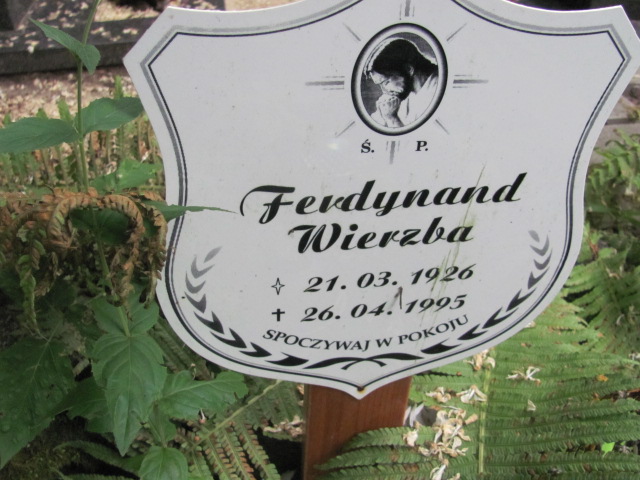 Ś. P.
Ferdynand
Wierzba
✧ 21. 03. 1926
✝ 26. 04. 1995
SPOCZYWAJ W POKOJU